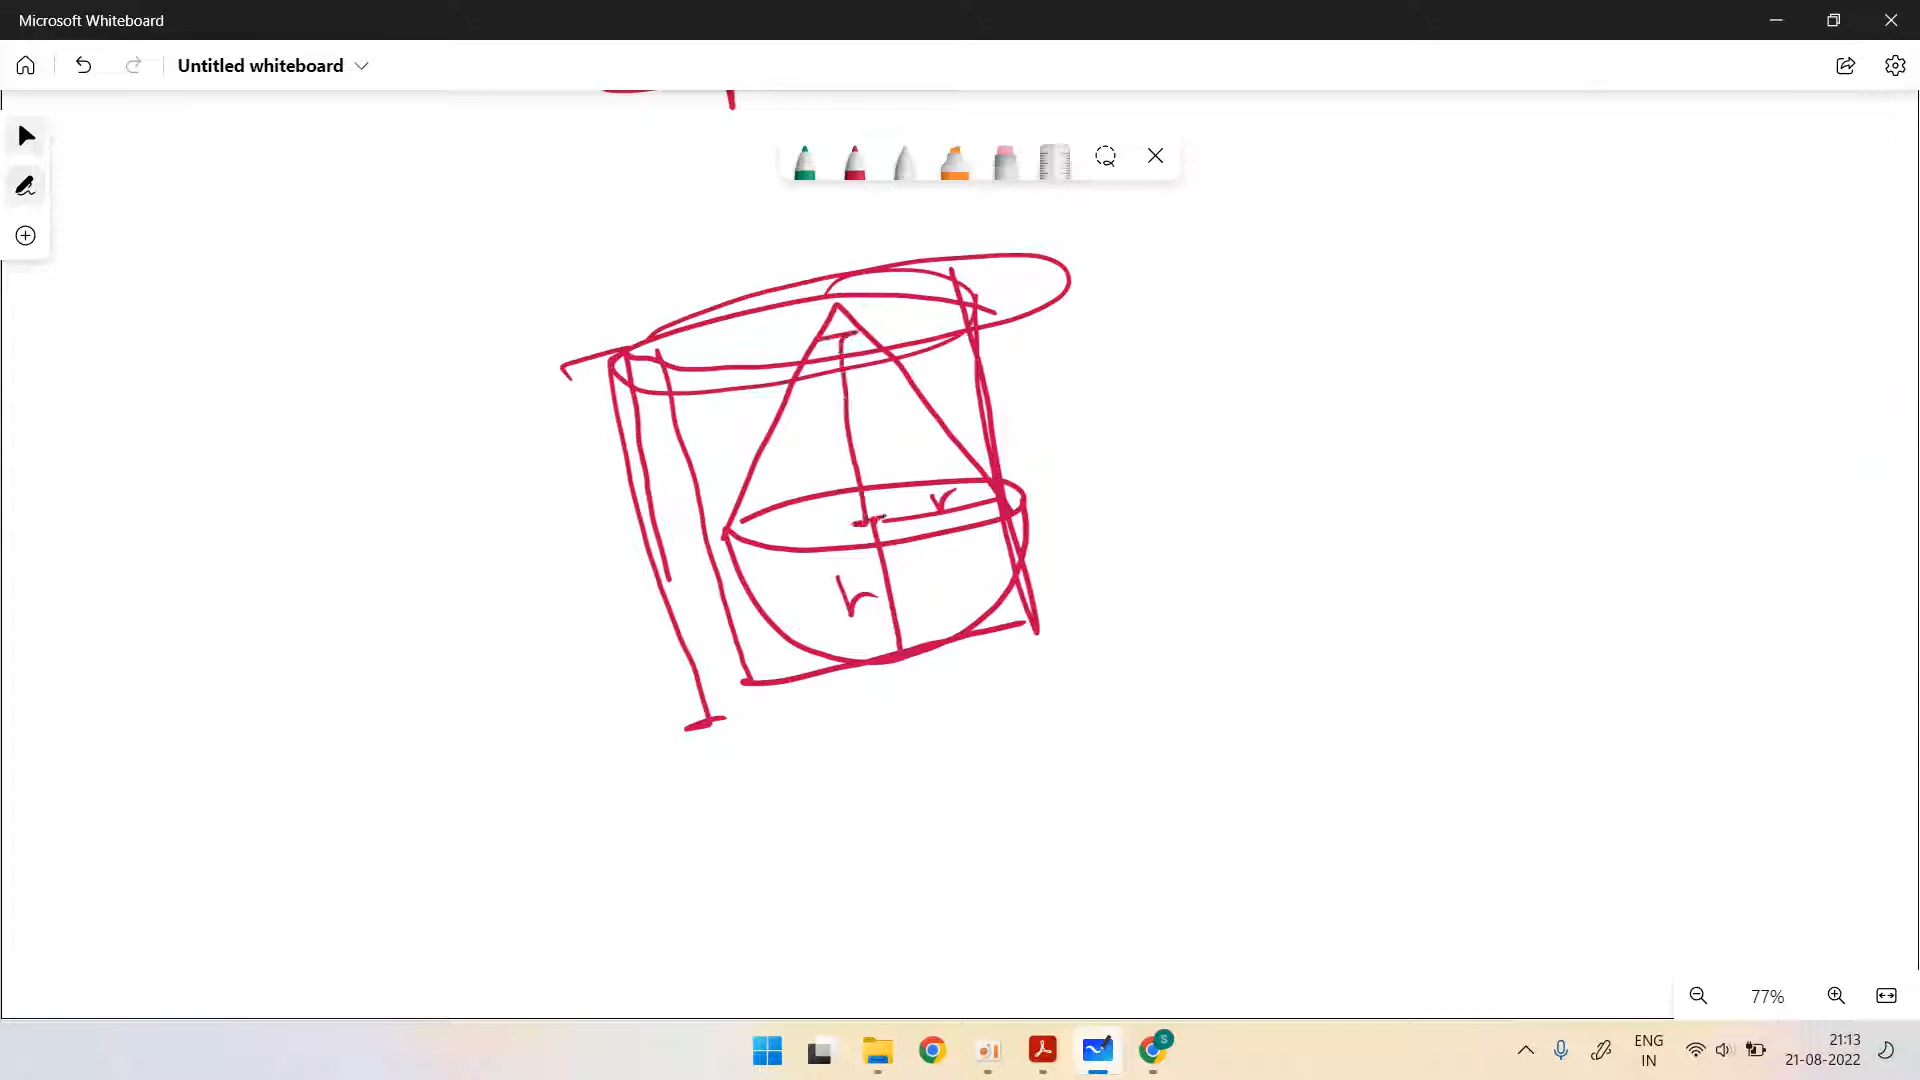 Microsoft Whiteboard
Untitled whiteboard
r
r
77%
S
ENG
IN
21:13
21-08-2022